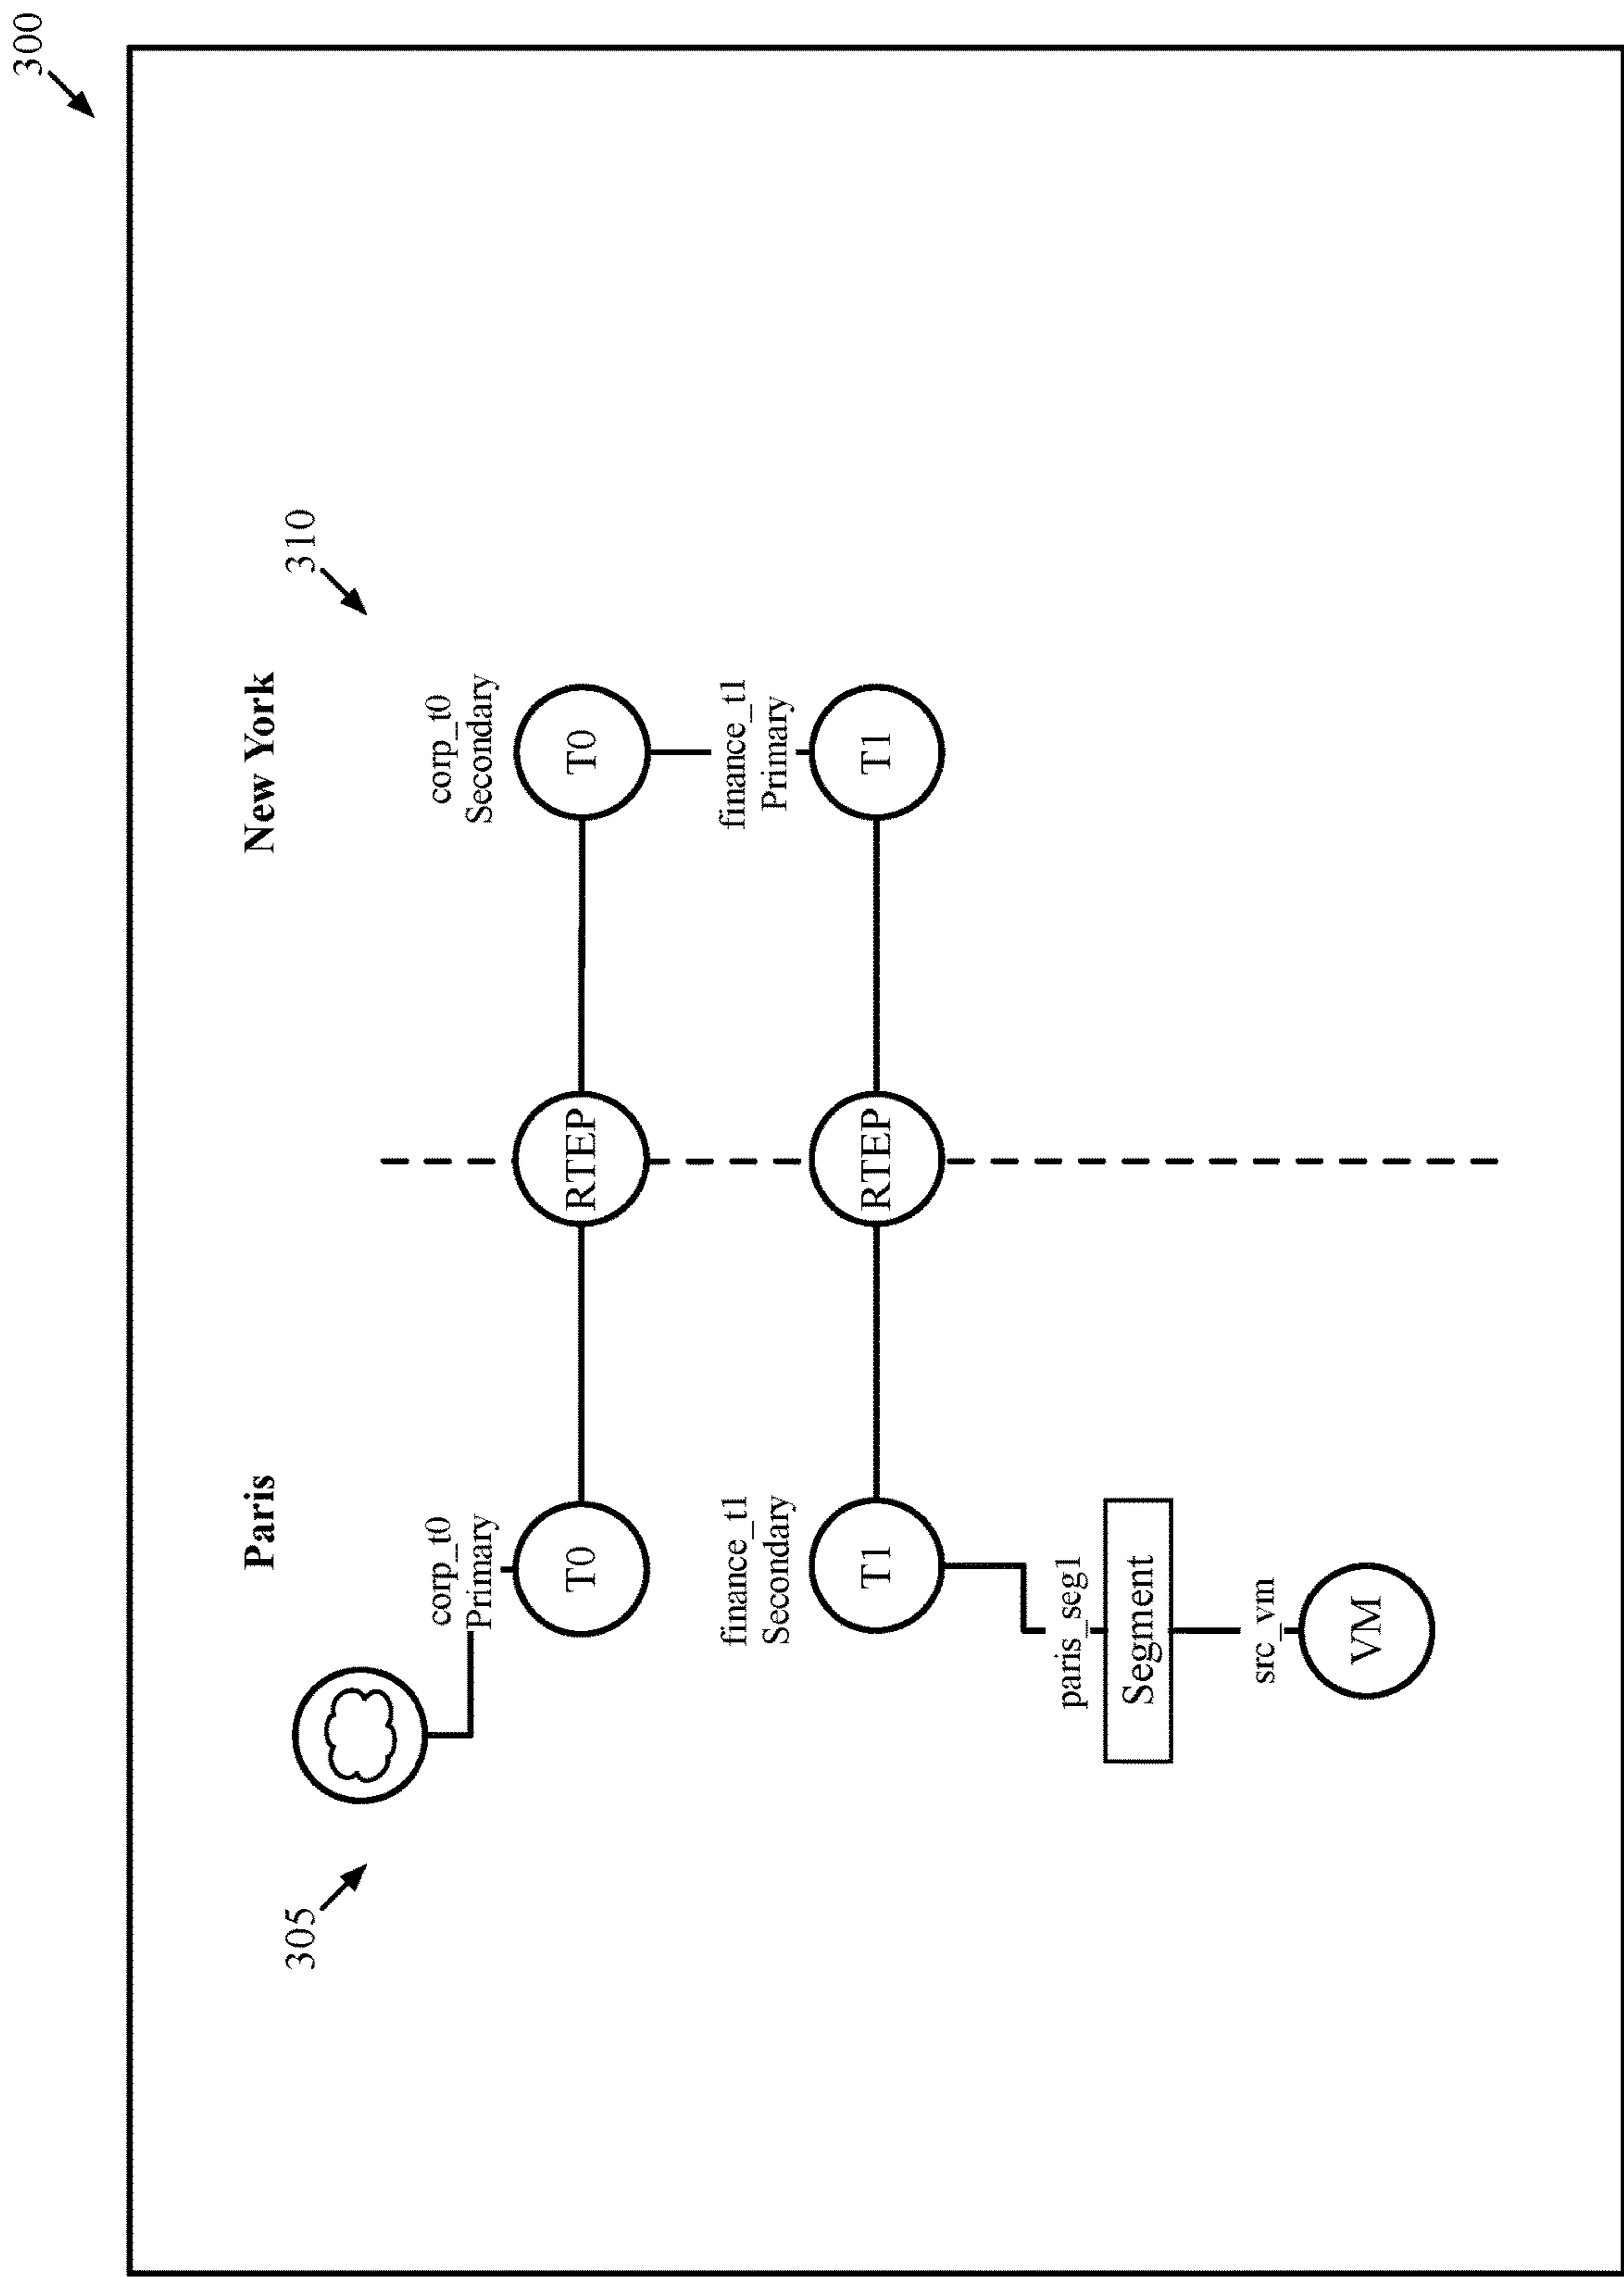 300
Paris
New York
305
310
corp_t0
Primary
corp_t0
Secondary
T0
RTEP
T0
finance_t1
Secondary
finance_t1
Primary
T1
RTEP
T1
paris_seg1
Segment
src_vm
VM